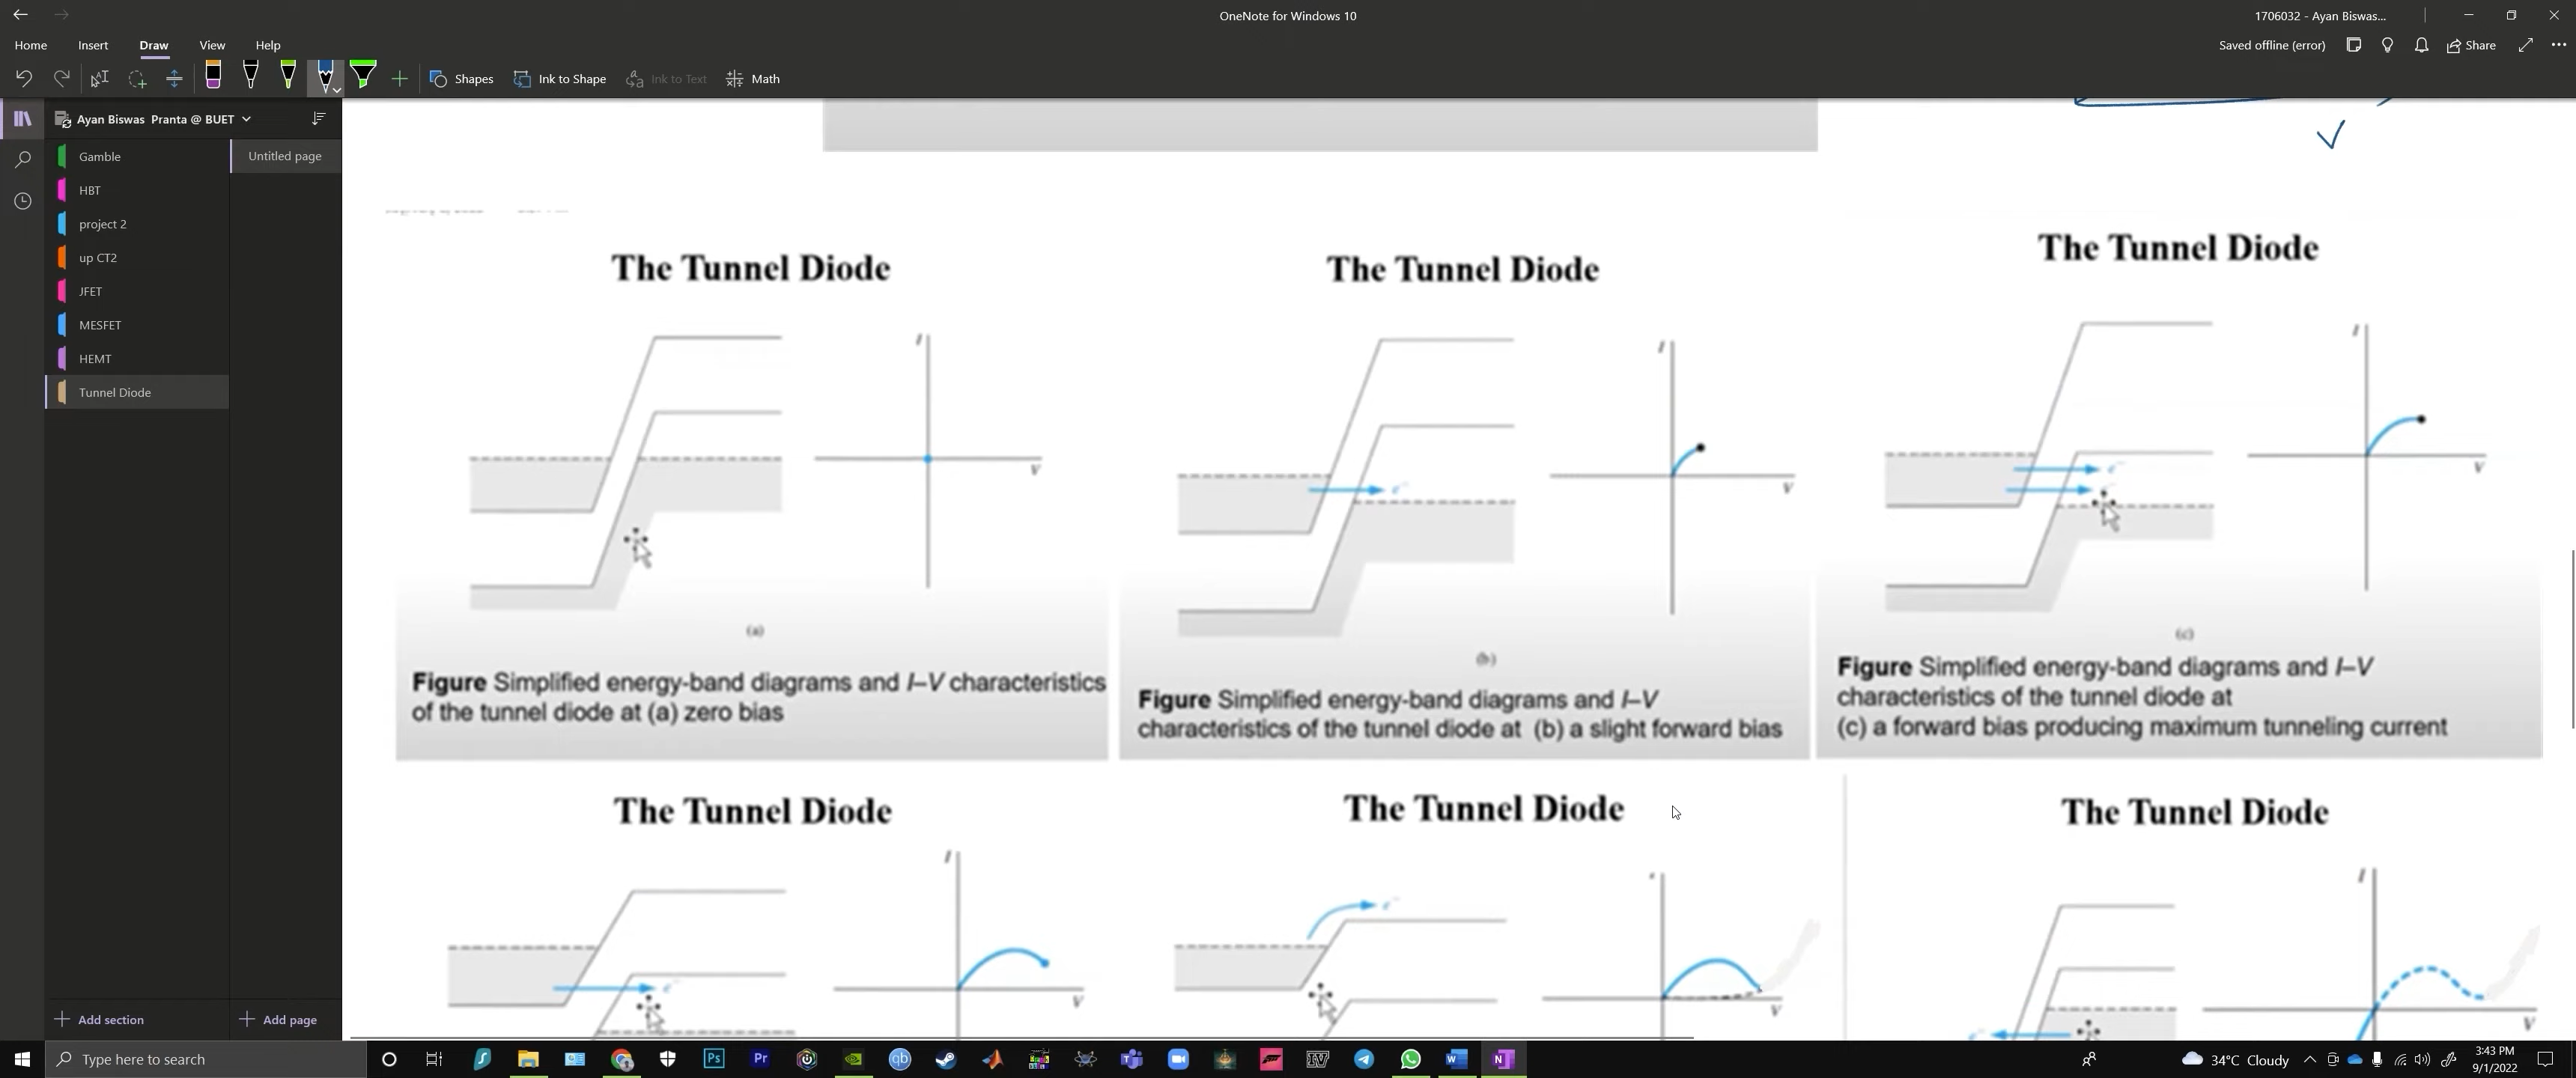 OneNote for Windows 10
1706032 - Ayan Biswas...
Home
Insert
Draw
View
Help
Saved offline (error)
Share
Shapes
Ink to Shape
Ink to Text
Math
Ayan Biswas Pranta @ BUET
Untitled page
Gamble
HBT
project 2
up CT2
JFET
MESFET
HEMT
Tunnel Diode
The Tunnel Diode
I
V
(a)
Figure Simplified energy-band diagrams and I–V characteristics
of the tunnel diode at (a) zero bias
The Tunnel Diode
I
V
e⁻
(b)
Figure Simplified energy-band diagrams and I–V
characteristics of the tunnel diode at (b) a slight forward bias
The Tunnel Diode
I
V
e⁻
(c)
Figure Simplified energy-band diagrams and I–V
characteristics of the tunnel diode at
(c) a forward bias producing maximum tunneling current
The Tunnel Diode
I
V
e⁻
The Tunnel Diode
e⁻
V
The Tunnel Diode
I
V
e⁻
Add section
Add page
Type here to search
34°C Cloudy
3:43 PM
9/1/2022